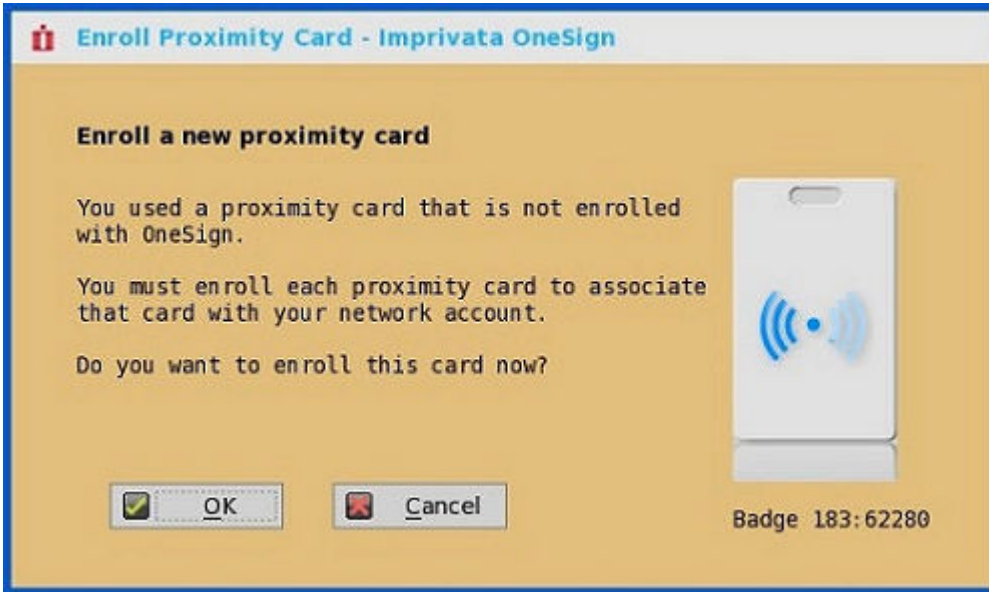 Enroll Proximity Card - Imprivata OneSign
Enroll a new proximity card
You used a proximity card that is not enrolled
with OneSign.
You must enroll each proximity card to associate
that card with your network account.
Do you want to enroll this card now?
OK
Cancel
Badge 183:62280